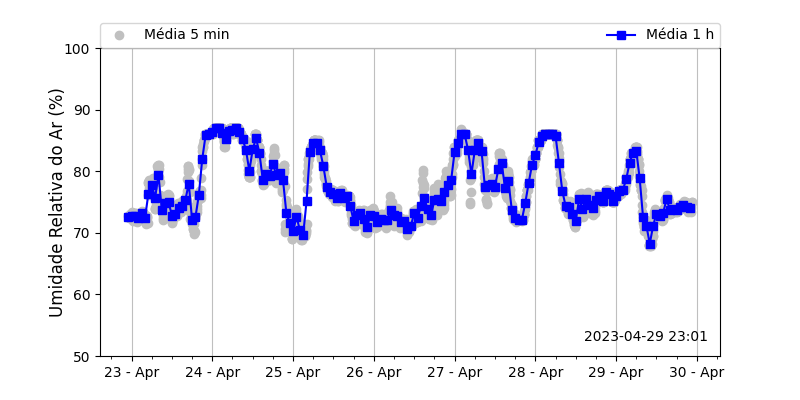 Média 5 min
Média 1 h
Umidade Relativa do Ar (%)
100
90
80
70
60
50
2023-04-29 23:01
23 - Apr
24 - Apr
25 - Apr
26 - Apr
27 - Apr
28 - Apr
29 - Apr
30 - Apr